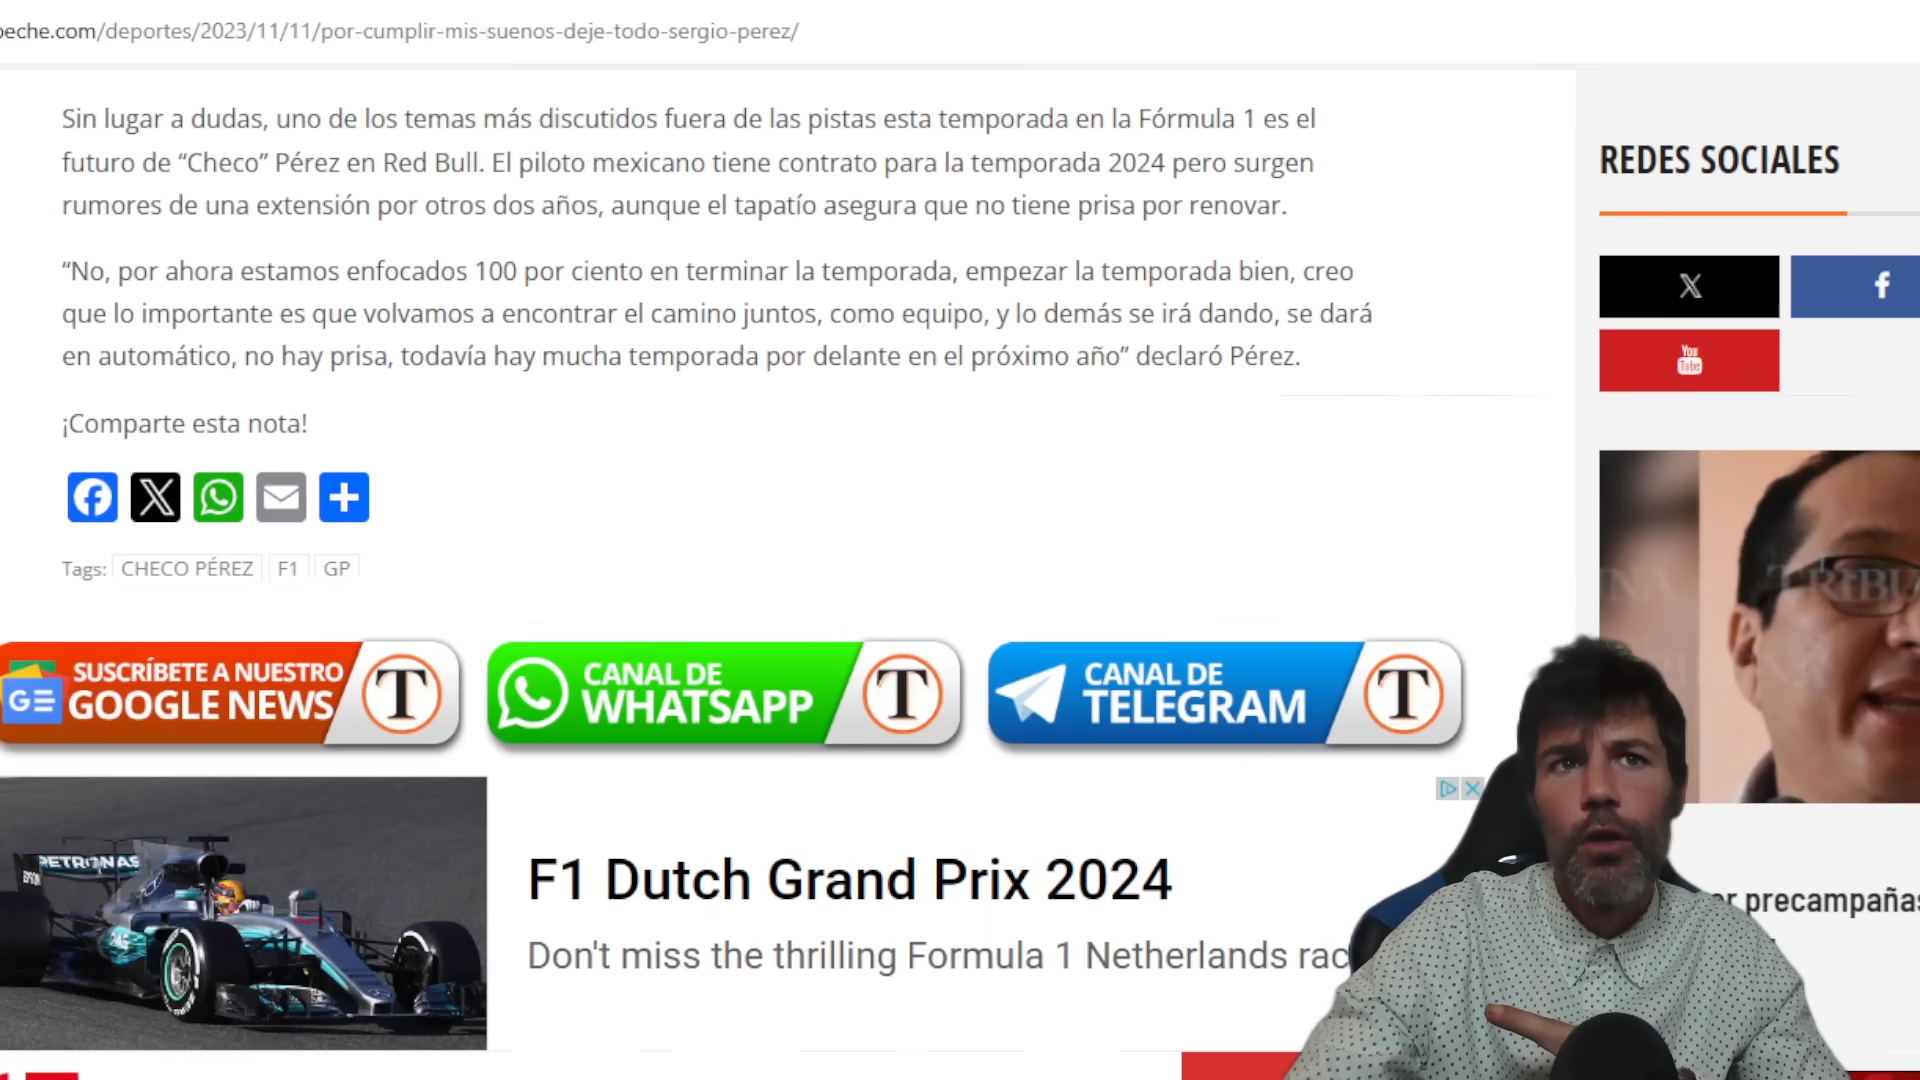 eche.com/deportes/2023/11/11/por-cumplir-mis-suenos-deje-todo-sergio-perez/
Sin lugar a dudas, uno de los temas más discutidos fuera de las pistas esta temporada en la Fórmula 1 es el
futuro de “Checo” Pérez en Red Bull. El piloto mexicano tiene contrato para la temporada 2024 pero surgen
rumores de una extensión por otros dos años, aunque el tapatío asegura que no tiene prisa por renovar.
“No, por ahora estamos enfocados 100 por ciento en terminar la temporada, empezar la temporada bien, creo
que lo importante es que volvamos a encontrar el camino juntos, como equipo, y lo demás se irá dando, se dará
en automático, no hay prisa, todavía hay mucha temporada por delante en el próximo año” declaró Pérez.
¡Comparte esta nota!
Tags: CHECO PÉREZ F1 GP
REDES SOCIALES
You
Tube
SUSCRÍBETE A NUESTRO
GOOGLE NEWS
T
CANAL DE
WHATSAPP
T
CANAL DE
TELEGRAM
T
PETRONAS
EPSON
F1 Dutch Grand Prix 2024
Don't miss the thrilling Formula 1 Netherlands rac
r precampañas